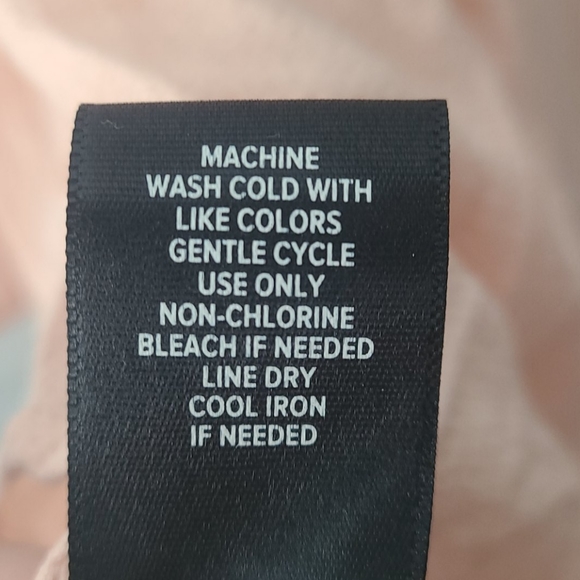 MACHINE
WASH COLD WITH
LIKE COLORS
GENTLE CYCLE
USE ONLY
NON-CHLORINE
BLEACH IF NEEDED
LINE DRY
COOL IRON
IF NEEDED